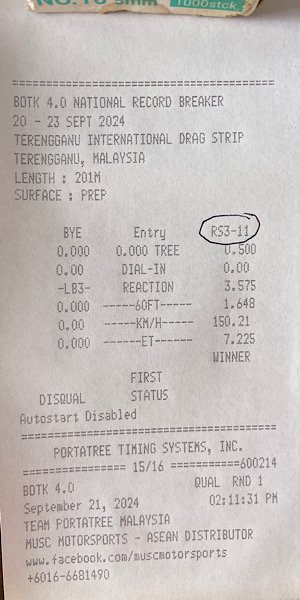 NO.10 3mm 1000stck
BOTK 4.0 NATIONAL RECORD BREAKER
20 - 23 SEPT 2024
TERENGGANU INTERNATIONAL DRAG STRIP
TERENGGANU, MALAYSIA
LENGTH : 201M
SURFACE : PREP
BYE Entry RS3-11
0.000 0.000 TREE 0.500
0.00 DIAL-IN 0.00
-LB3- REACTION 3.575
0.000 -----60FT----- 1.648
0.00 -----KM/H----- 150.21
0.000 ------ET------ 7.225
WINNER
FIRST
DISQUAL STATUS
Autostart Disabled
PORTATREE TIMING SYSTEMS, INC.
================ 15/16 ===========600214
BOTK 4.0 QUAL RND 1
September 21, 2024 02:11:31 PM
TEAM PORTATREE MALAYSIA
MUSC MOTORSPORTS - ASEAN DISTRIBUTOR
www.facebook.com/muscmotorsports
+6016-6681490